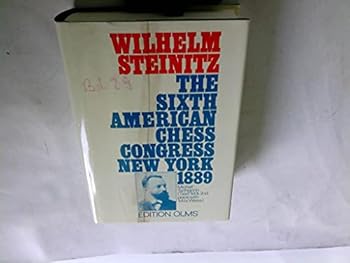 WILHELM
STEINITZ
THE
SIXTH
AMERICAN
CHESS
CONGRESS
NEW YORK
1889
EDITION OLMS